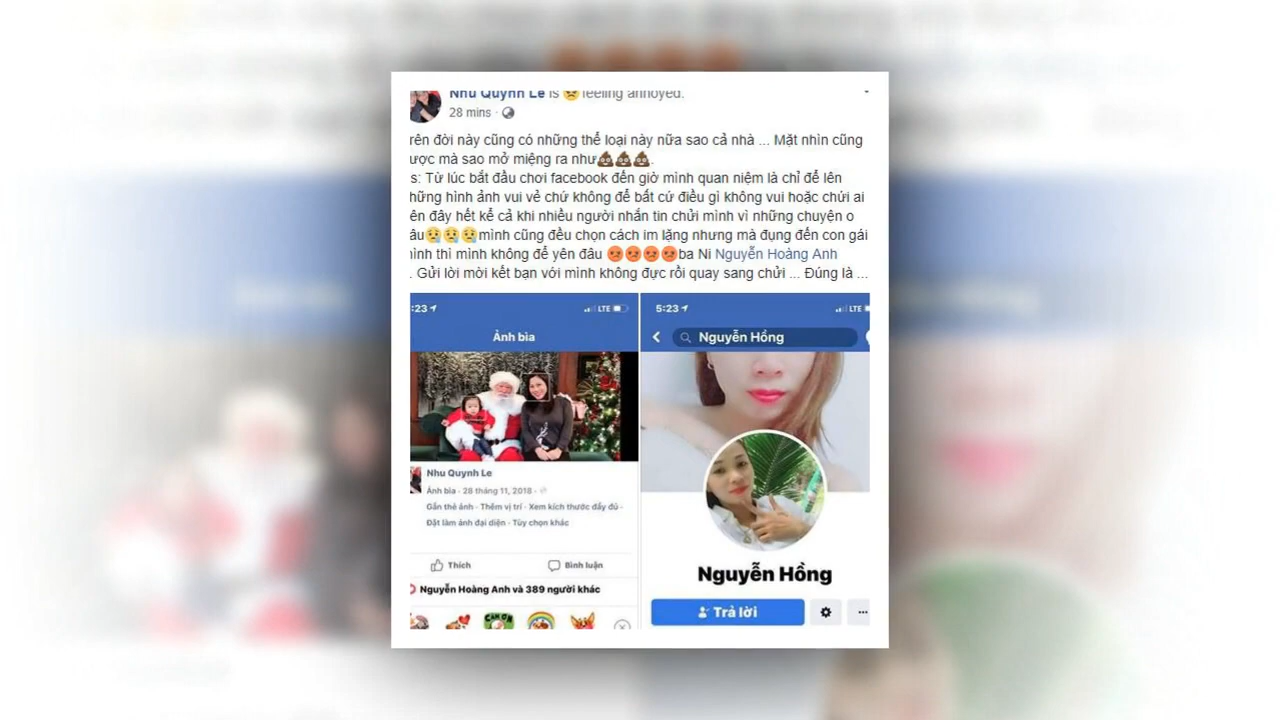 Nhu Quynh Le is feeling annoyed.
28 mins ·
rên đời này cũng có những thể loại này nữa sao cả nhà ... Mặt nhìn cũng
ược mà sao mở miệng ra như💩💩💩.
s: Từ lúc bắt đầu chơi facebook đến giờ mình quan niệm là chỉ để lên
hững hình ảnh vui vẻ chứ không để bất cứ điều gì không vui hoặc chửi ai
ên đây hết kể cả khi nhiều người nhắn tin chửi mình vì những chuyện o
âu😢😢😢mình cũng đều chọn cách im lặng nhưng mà đụng đến con gái
ình thì mình không để yên đâu 😡😡😡😡ba Ni Nguyễn Hoàng Anh
. Gửi lời mời kết bạn với mình không đực rồi quay sang chửi ... Đúng là ...
:23 LTE
Ảnh bìa
Nhu Quynh Le
Ảnh bìa · 28 tháng 11, 2018 ·
Gắn thẻ ảnh · Thêm vị trí · Xem kích thước đầy đủ ·
Đặt làm ảnh đại diện · Tùy chọn khác
Thích Bình luận
Nguyễn Hoàng Anh và 389 người khác
CẢM ƠN
5:23 LTE
Nguyễn Hồng
Nguyễn Hồng
Trả lời